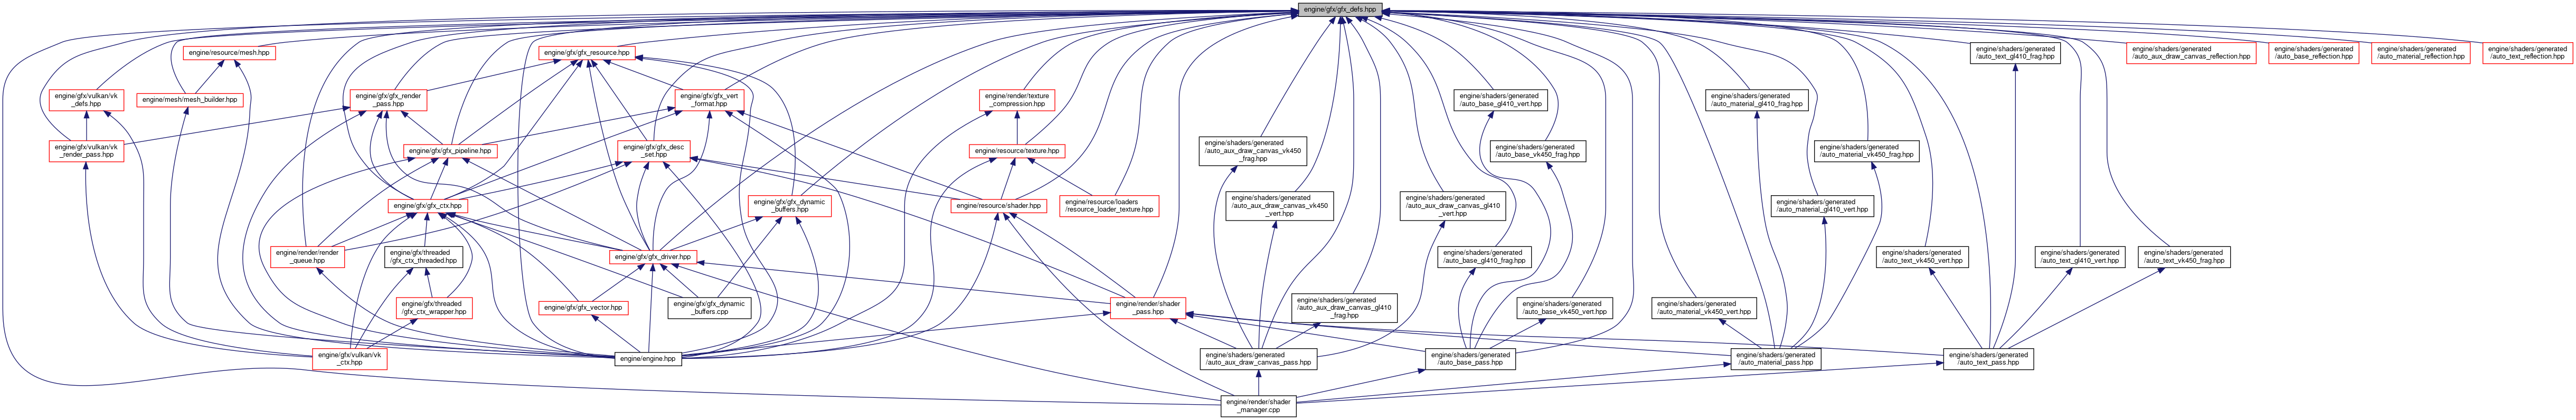 engine/gfx/gfx_defs.hpp
engine/resource/mesh.hpp
engine/gfx/gfx_resource.hpp
engine/shaders/generated
/auto_text_gl410_frag.hpp
engine/shaders/generated
/auto_aux_draw_canvas_reflection.hpp
engine/shaders/generated
/auto_base_reflection.hpp
engine/shaders/generated
/auto_material_reflection.hpp
engine/shaders/generated
/auto_text_reflection.hpp
engine/gfx/vulkan/vk
_defs.hpp
engine/mesh/mesh_builder.hpp
engine/gfx/gfx_render
_pass.hpp
engine/gfx/gfx_vert
_format.hpp
engine/render/texture
_compression.hpp
engine/shaders/generated
/auto_base_gl410_vert.hpp
engine/shaders/generated
/auto_material_gl410_frag.hpp
engine/gfx/vulkan/vk
_render_pass.hpp
engine/gfx/gfx_pipeline.hpp
engine/gfx/gfx_desc
_set.hpp
engine/resource/texture.hpp
engine/shaders/generated
/auto_aux_draw_canvas_vk450
_frag.hpp
engine/shaders/generated
/auto_base_vk450_frag.hpp
engine/shaders/generated
/auto_material_vk450_frag.hpp
engine/gfx/gfx_ctx.hpp
engine/gfx/gfx_dynamic
_buffers.hpp
engine/resource/shader.hpp
engine/resource/loaders
/resource_loader_texture.hpp
engine/shaders/generated
/auto_aux_draw_canvas_vk450
_vert.hpp
engine/shaders/generated
/auto_aux_draw_canvas_gl410
_vert.hpp
engine/shaders/generated
/auto_material_gl410_vert.hpp
engine/render/render
_queue.hpp
engine/gfx/threaded
/gfx_ctx_threaded.hpp
engine/gfx/gfx_driver.hpp
engine/shaders/generated
/auto_base_gl410_frag.hpp
engine/shaders/generated
/auto_text_vk450_vert.hpp
engine/shaders/generated
/auto_text_gl410_vert.hpp
engine/shaders/generated
/auto_text_vk450_frag.hpp
engine/gfx/threaded
/gfx_ctx_wrapper.hpp
engine/gfx/gfx_vector.hpp
engine/gfx/gfx_dynamic
_buffers.cpp
engine/render/shader
_pass.hpp
engine/shaders/generated
/auto_aux_draw_canvas_gl410
_frag.hpp
engine/shaders/generated
/auto_base_vk450_vert.hpp
engine/shaders/generated
/auto_material_vk450_vert.hpp
engine/gfx/vulkan/vk
_ctx.hpp
engine/engine.hpp
engine/shaders/generated
/auto_aux_draw_canvas_pass.hpp
engine/shaders/generated
/auto_base_pass.hpp
engine/shaders/generated
/auto_material_pass.hpp
engine/shaders/generated
/auto_text_pass.hpp
engine/render/shader
_manager.cpp